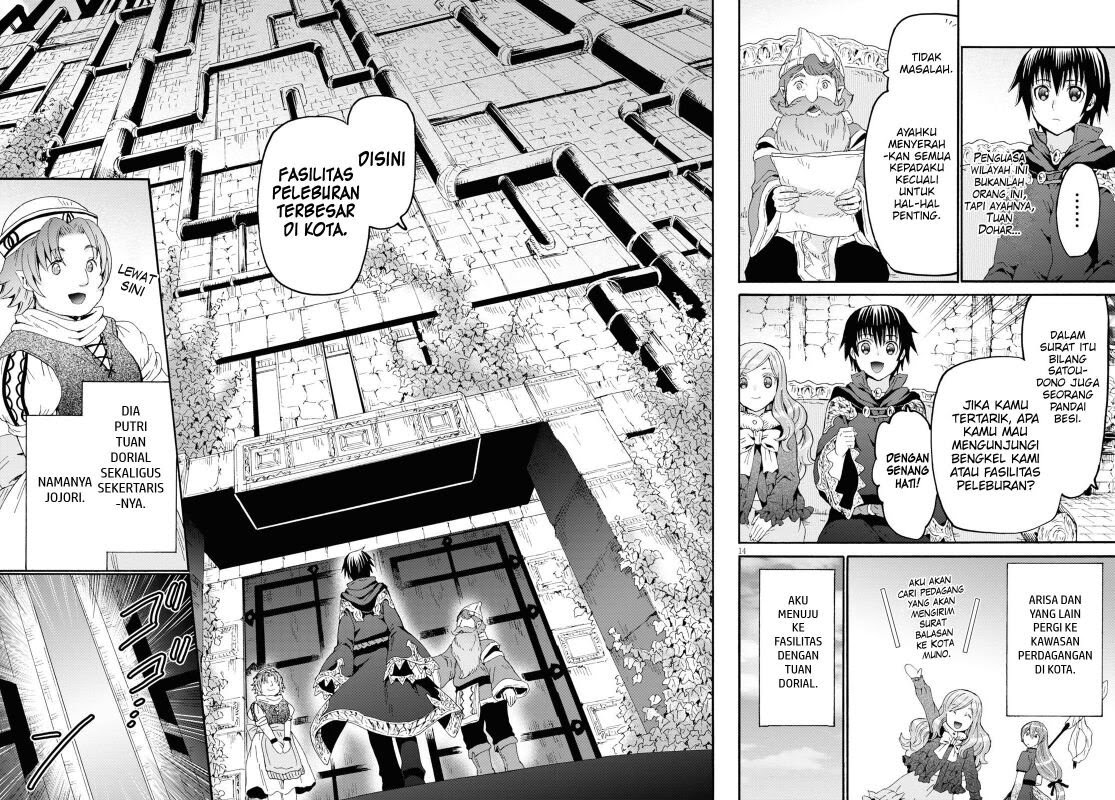 PENGUASA
WILAYAH INI
BUKANLAH
ORANG INI,
TAPI AYAHNYA,
TUAN
DOHAR...
......
TIDAK
MASALAH.
AYAHKU
MENYERAH
-KAN SEMUA
KEPADAKU
KECUALI
UNTUK
HAL-HAL
PENTING.
DALAM
SURAT ITU
BILANG
SATOU-
DONO JUGA
SEORANG
PANDAI
BESI.
JIKA KAMU
TERTARIK, APA
KAMU MAU
MENGUNJUNGI
BENGKEL KAMI
ATAU FASILITAS
PELEBURAN?
DENGAN
SENANG
HATI!
14
ARISA DAN
YANG LAIN
PERGI KE
KAWASAN
PERDAGANGAN
DI KOTA.
AKU AKAN
CARI PEDAGANG
YANG AKAN
MENGIRIM
SURAT
BALASAN
KE KOTA
MUNO.
AKU
MENUJU KE
FASILITAS
DENGAN
TUAN
DORIAL.
DISINI
FASILITAS
PELEBURAN
TERBESAR
DI KOTA.
LEWAT
SINI
DIA
PUTRI
TUAN
DORIAL
SEKALIGUS
SEKERTARIS
-NYA.
NAMANYA
JOJORI.